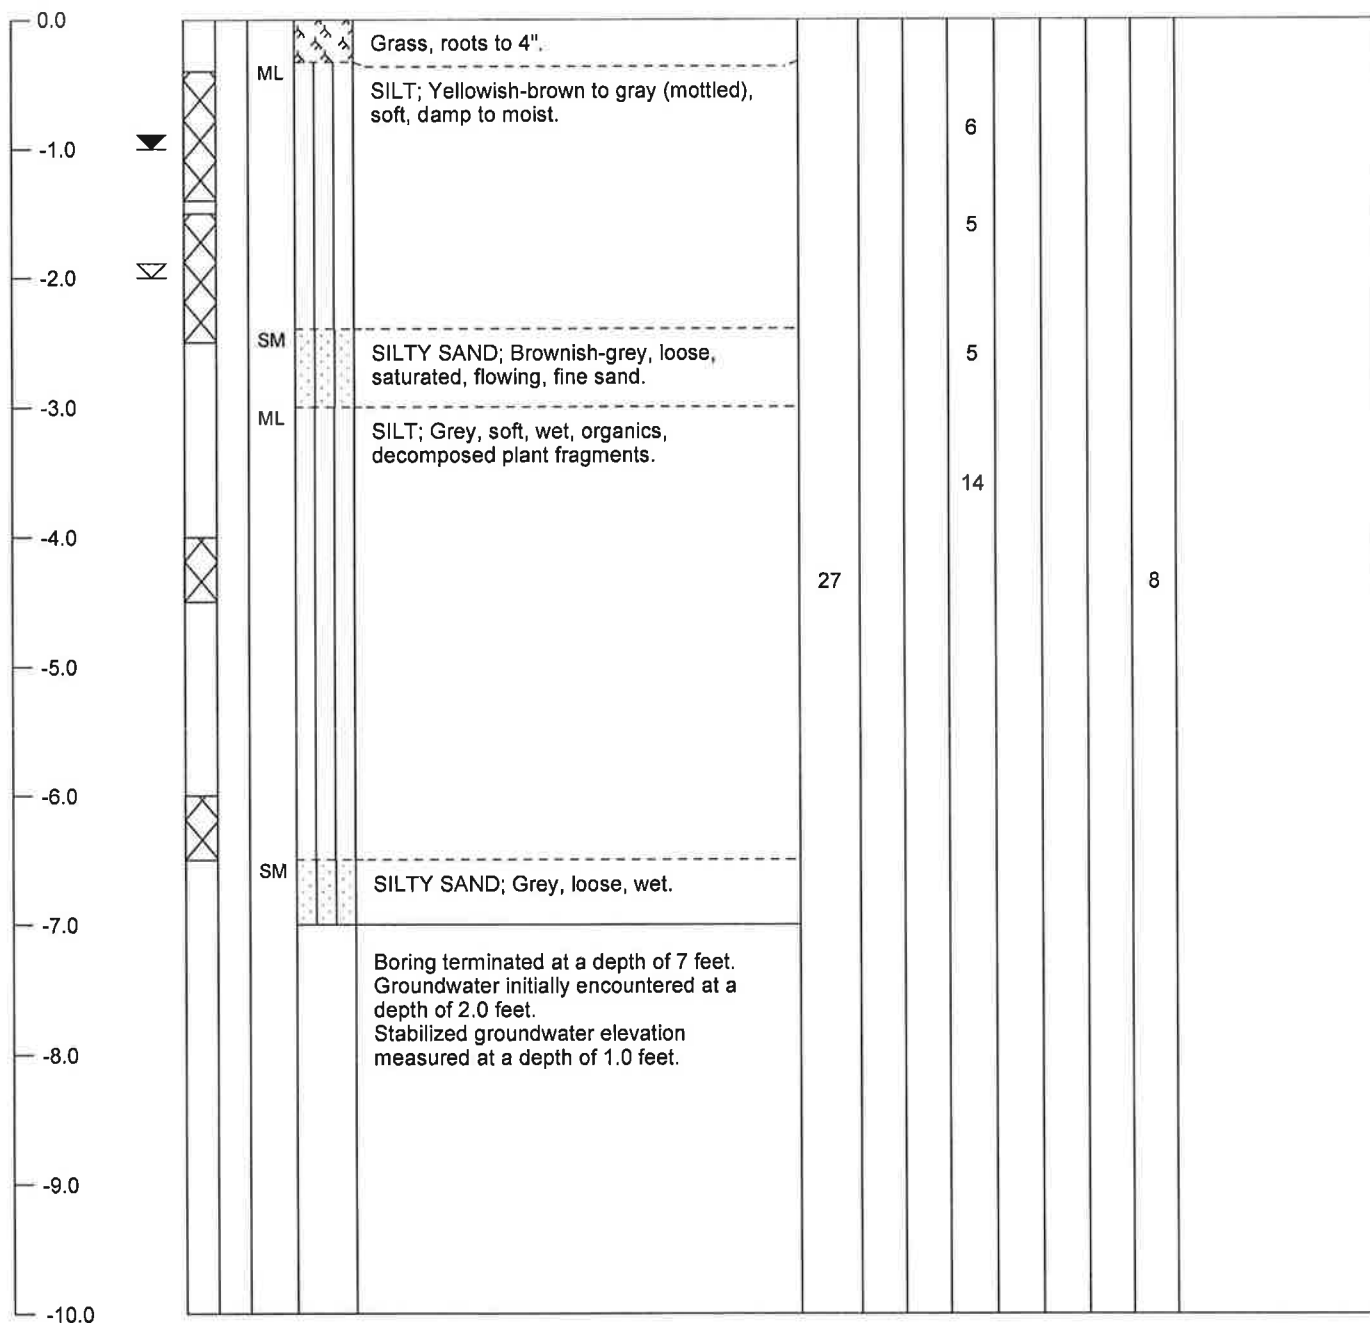 0.0
Grass, roots to 4".
ML
SILT; Yellowish-brown to gray (mottled),
soft, damp to moist.
6
-1.0
5
-2.0
SM
SILTY SAND; Brownish-grey, loose,
saturated, flowing, fine sand.
5
-3.0
ML
SILT; Grey, soft, wet, organics,
decomposed plant fragments.
14
-4.0
27
8
-5.0
-6.0
SM
SILTY SAND; Grey, loose, wet.
-7.0
Boring terminated at a depth of 7 feet.
Groundwater initially encountered at a
depth of 2.0 feet.
Stabilized groundwater elevation
measured at a depth of 1.0 feet.
-8.0
-9.0
-10.0